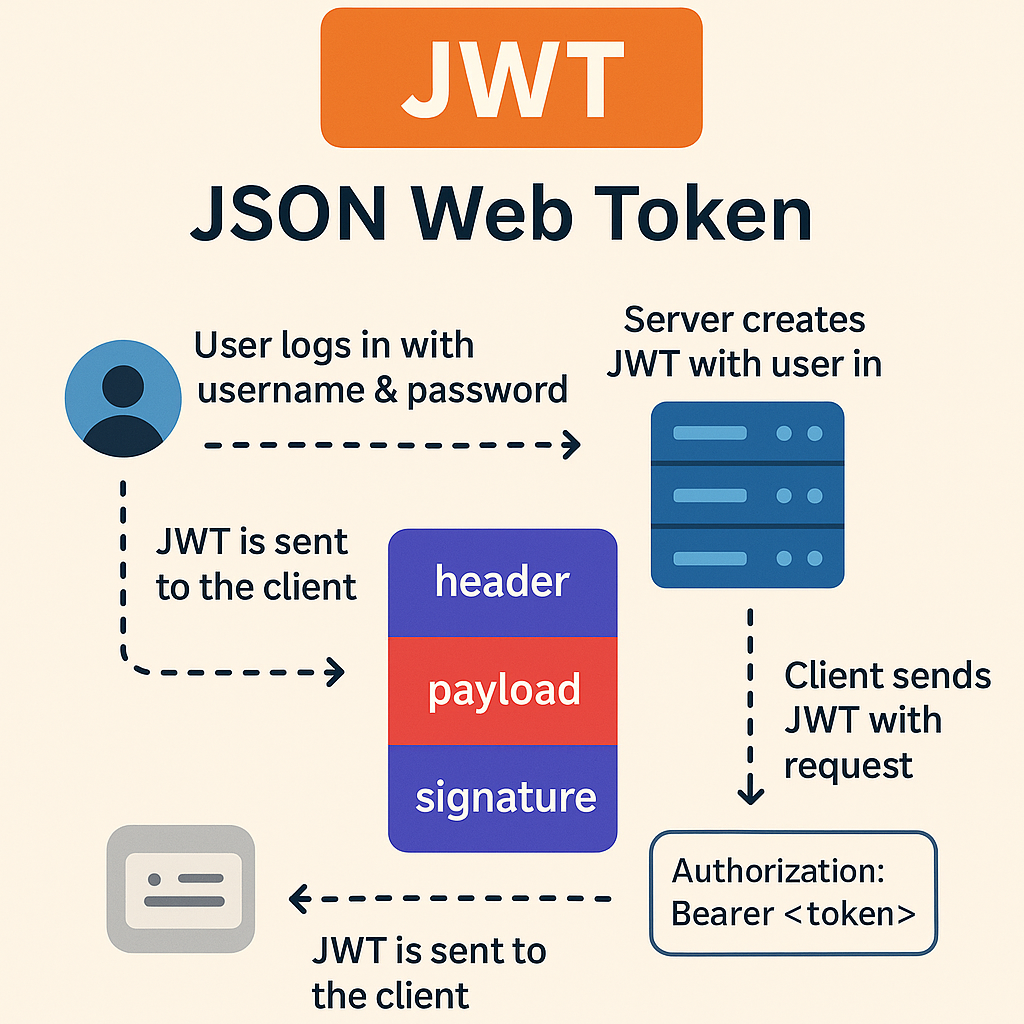 JWT
JSON Web Token
User logs in with
username & password
Server creates
JWT with user in
JWT is sent
to the client
header
payload
signature
Client sends
JWT with
request
Authorization:
Bearer <token>
JWT is sent to
the client